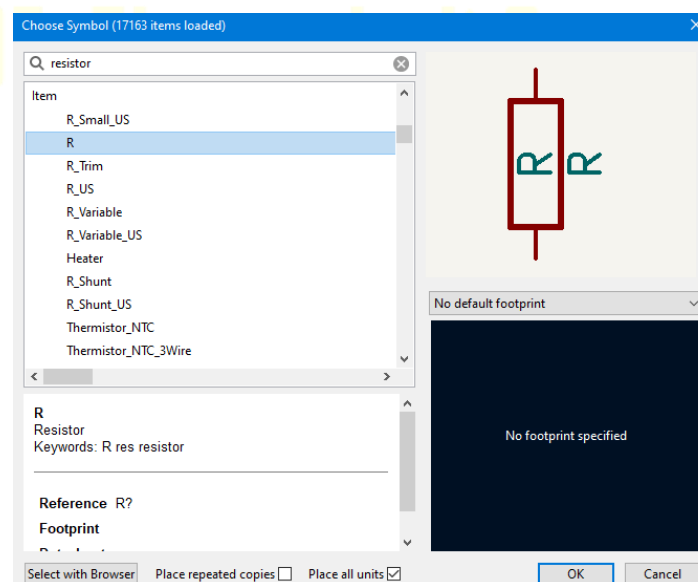 Choose Symbol (17163 items loaded)
resistor
Item
R_Small_US
R
R_Trim
R_US
R_Variable
R_Variable_US
Heater
R_Shunt
R_Shunt_US
Thermistor_NTC
Thermistor_NTC_3Wire
R
Resistor
Keywords: R res resistor
Reference R?
Footprint
R R
No default footprint
No footprint specified
Select with Browser Place repeated copies Place all units OK Cancel